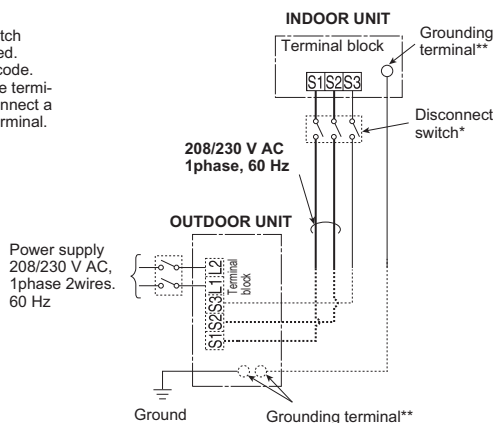 tch
ed.
code.
e termi-
nnect a
rminal.
INDOOR UNIT
Terminal block
Grounding
terminal**
S1 S2 S3
Disconnect
switch*
208/230 V AC
1phase, 60 Hz
OUTDOOR UNIT
Power supply
208/230 V AC,
1phase 2wires.
60 Hz
S1 S2 S3 L1 L2
Terminal
block
Ground
Grounding terminal**